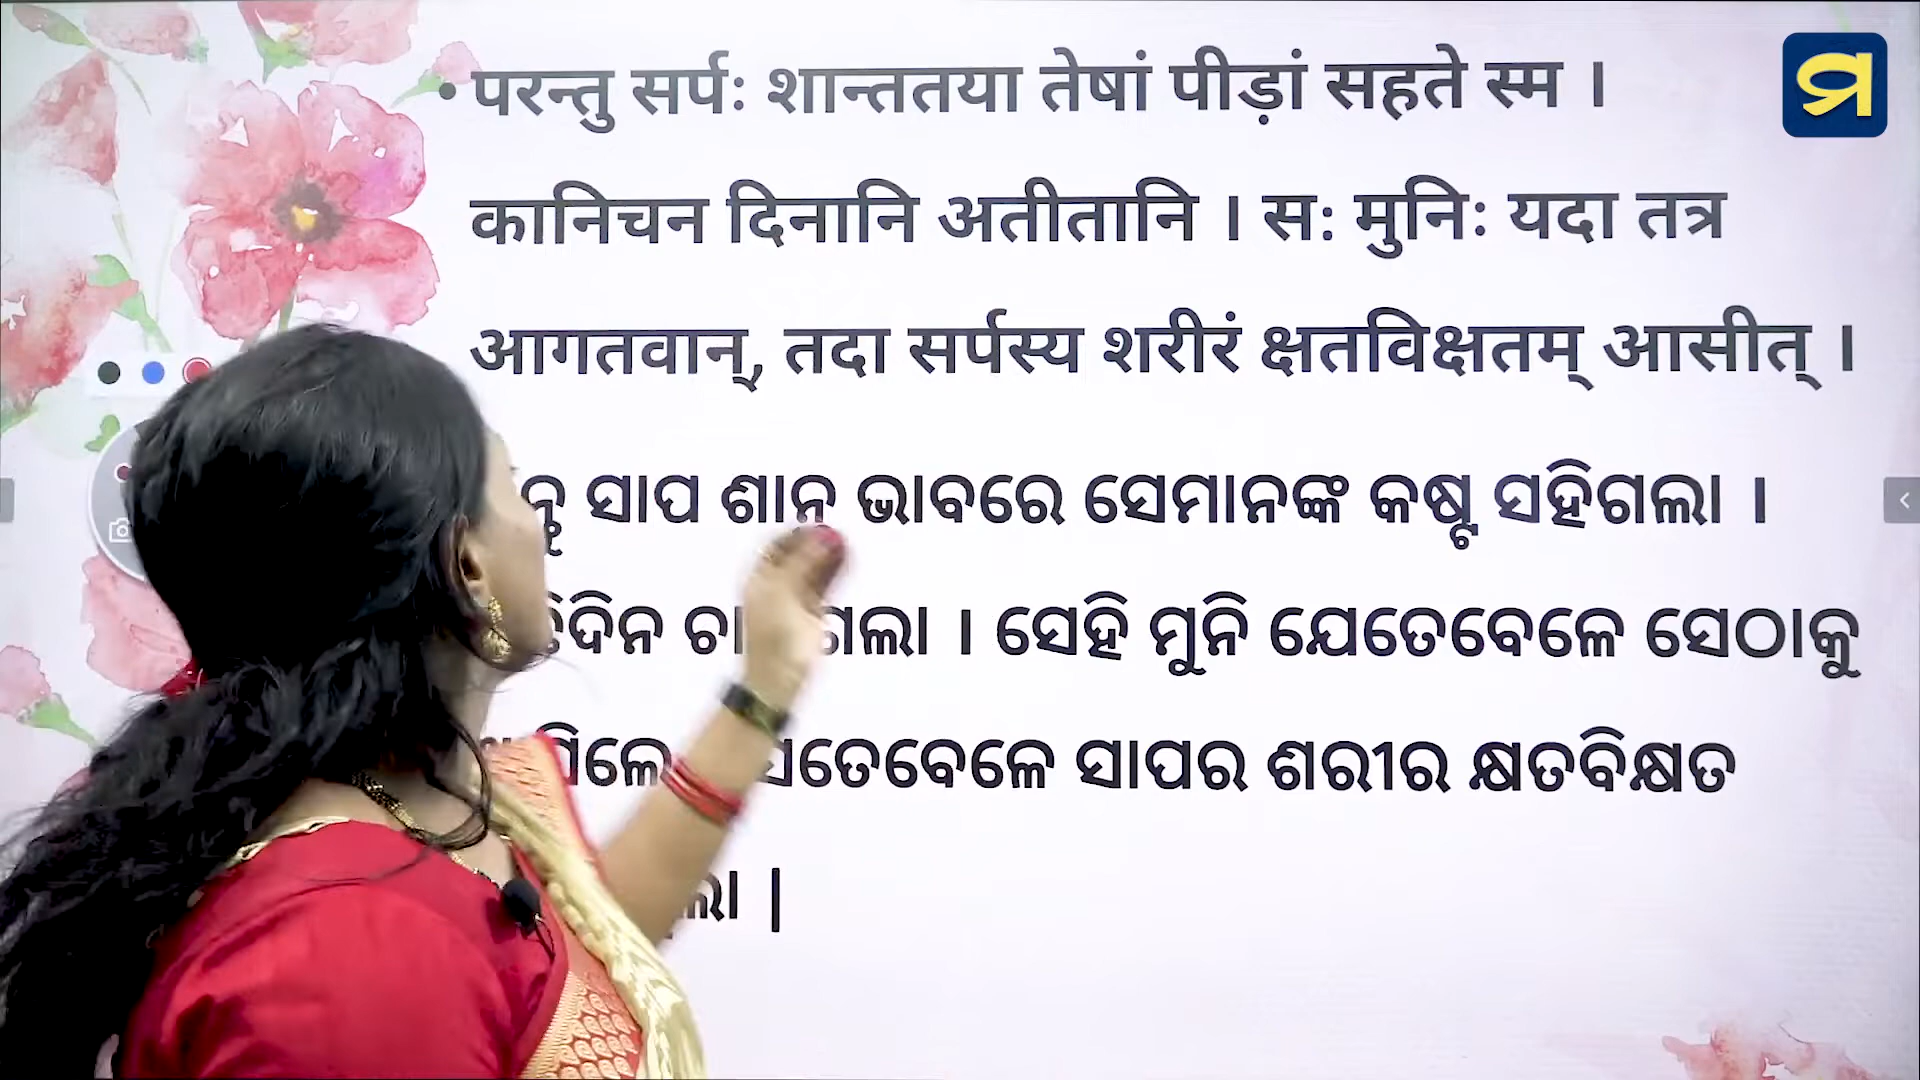 • परन्तु सर्पः शान्ततया तेषां पीड़ां सहते स्म ।
कानिचन दिनानि अतीतानि । सः मुनिः यदा तत्र
आगतवान्, तदा सर्पस्य शरीरं क्षतविक्षतम् आसीत् ।
ସାପ ଶାନ୍ତ ଭାବରେ ସେମାନଙ୍କ କଷ୍ଟ ସହିଗଲା ।
। ସେହି ମୁନି ଯେତେବେଳେ ସେଠାକୁ
ସାପର ଶରୀର କ୍ଷତବିକ୍ଷତ
|
ସ